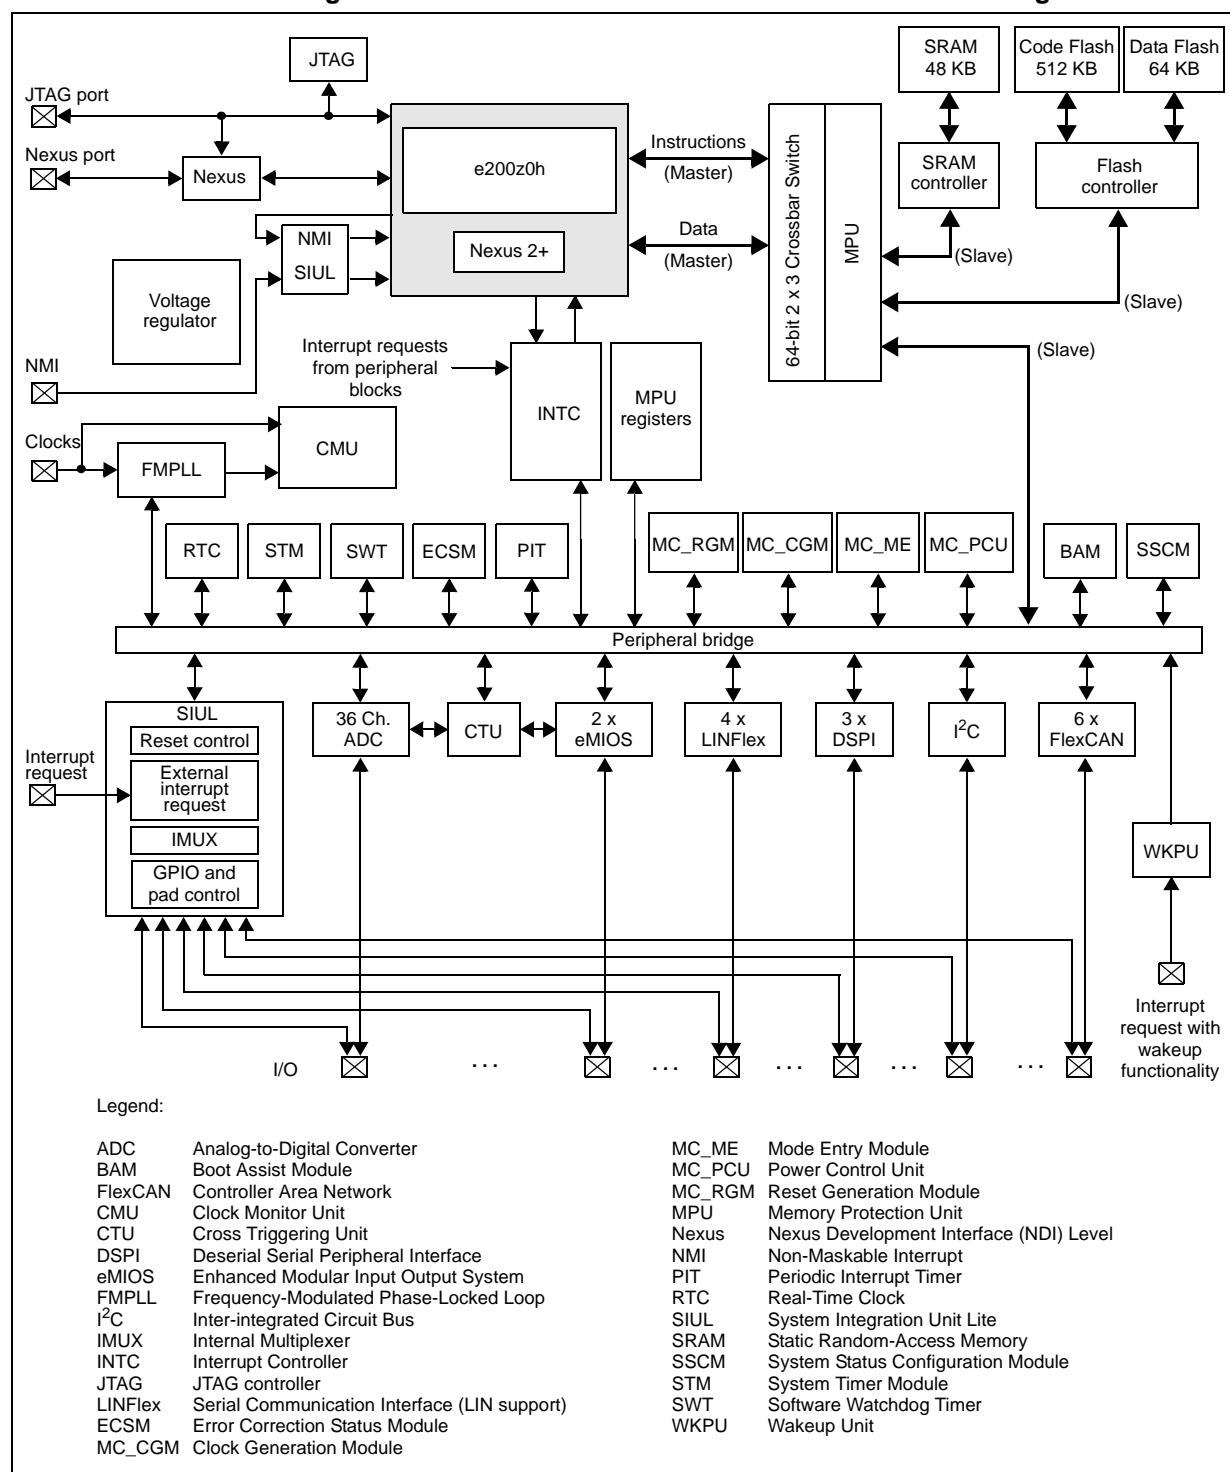 JTAG
SRAM
48 KB
Code Flash
512 KB
Data Flash
64 KB
JTAG port
Nexus port
Nexus
e200z0h
Nexus 2+
NMI
SIUL
Instructions
(Master)
Data
(Master)
64-bit 2 x 3 Crossbar Switch
MPU
SRAM
controller
Flash
controller
(Slave)
(Slave)
(Slave)
Voltage
regulator
NMI
Interrupt requests
from peripheral
blocks
INTC
MPU
registers
Clocks
FMPLL
CMU
RTC
STM
SWT
ECSM
PIT
MC_RGM
MC_CGM
MC_ME
MC_PCU
BAM
SSCM
Peripheral bridge
SIUL
Reset control
External
interrupt
request
IMUX
GPIO and
pad control
Interrupt
request
36 Ch.
ADC
CTU
2 x
eMIOS
4 x
LINFlex
3 x
DSPI
I2C
6 x
FlexCAN
WKPU
Interrupt
request with
wakeup
functionality
I/O
. . .
. . .
. . .
. . .
. . .
Legend:
ADC Analog-to-Digital Converter
BAM Boot Assist Module
FlexCAN Controller Area Network
CMU Clock Monitor Unit
CTU Cross Triggering Unit
DSPI Deserial Serial Peripheral Interface
eMIOS Enhanced Modular Input Output System
FMPLL Frequency-Modulated Phase-Locked Loop
I2C Inter-integrated Circuit Bus
IMUX Internal Multiplexer
INTC Interrupt Controller
JTAG JTAG controller
LINFlex Serial Communication Interface (LIN support)
ECSM Error Correction Status Module
MC_CGM Clock Generation Module
MC_ME Mode Entry Module
MC_PCU Power Control Unit
MC_RGM Reset Generation Module
MPU Memory Protection Unit
Nexus Nexus Development Interface (NDI) Level
NMI Non-Maskable Interrupt
PIT Periodic Interrupt Timer
RTC Real-Time Clock
SIUL System Integration Unit Lite
SRAM Static Random-Access Memory
SSCM System Status Configuration Module
STM System Timer Module
SWT Software Watchdog Timer
WKPU Wakeup Unit